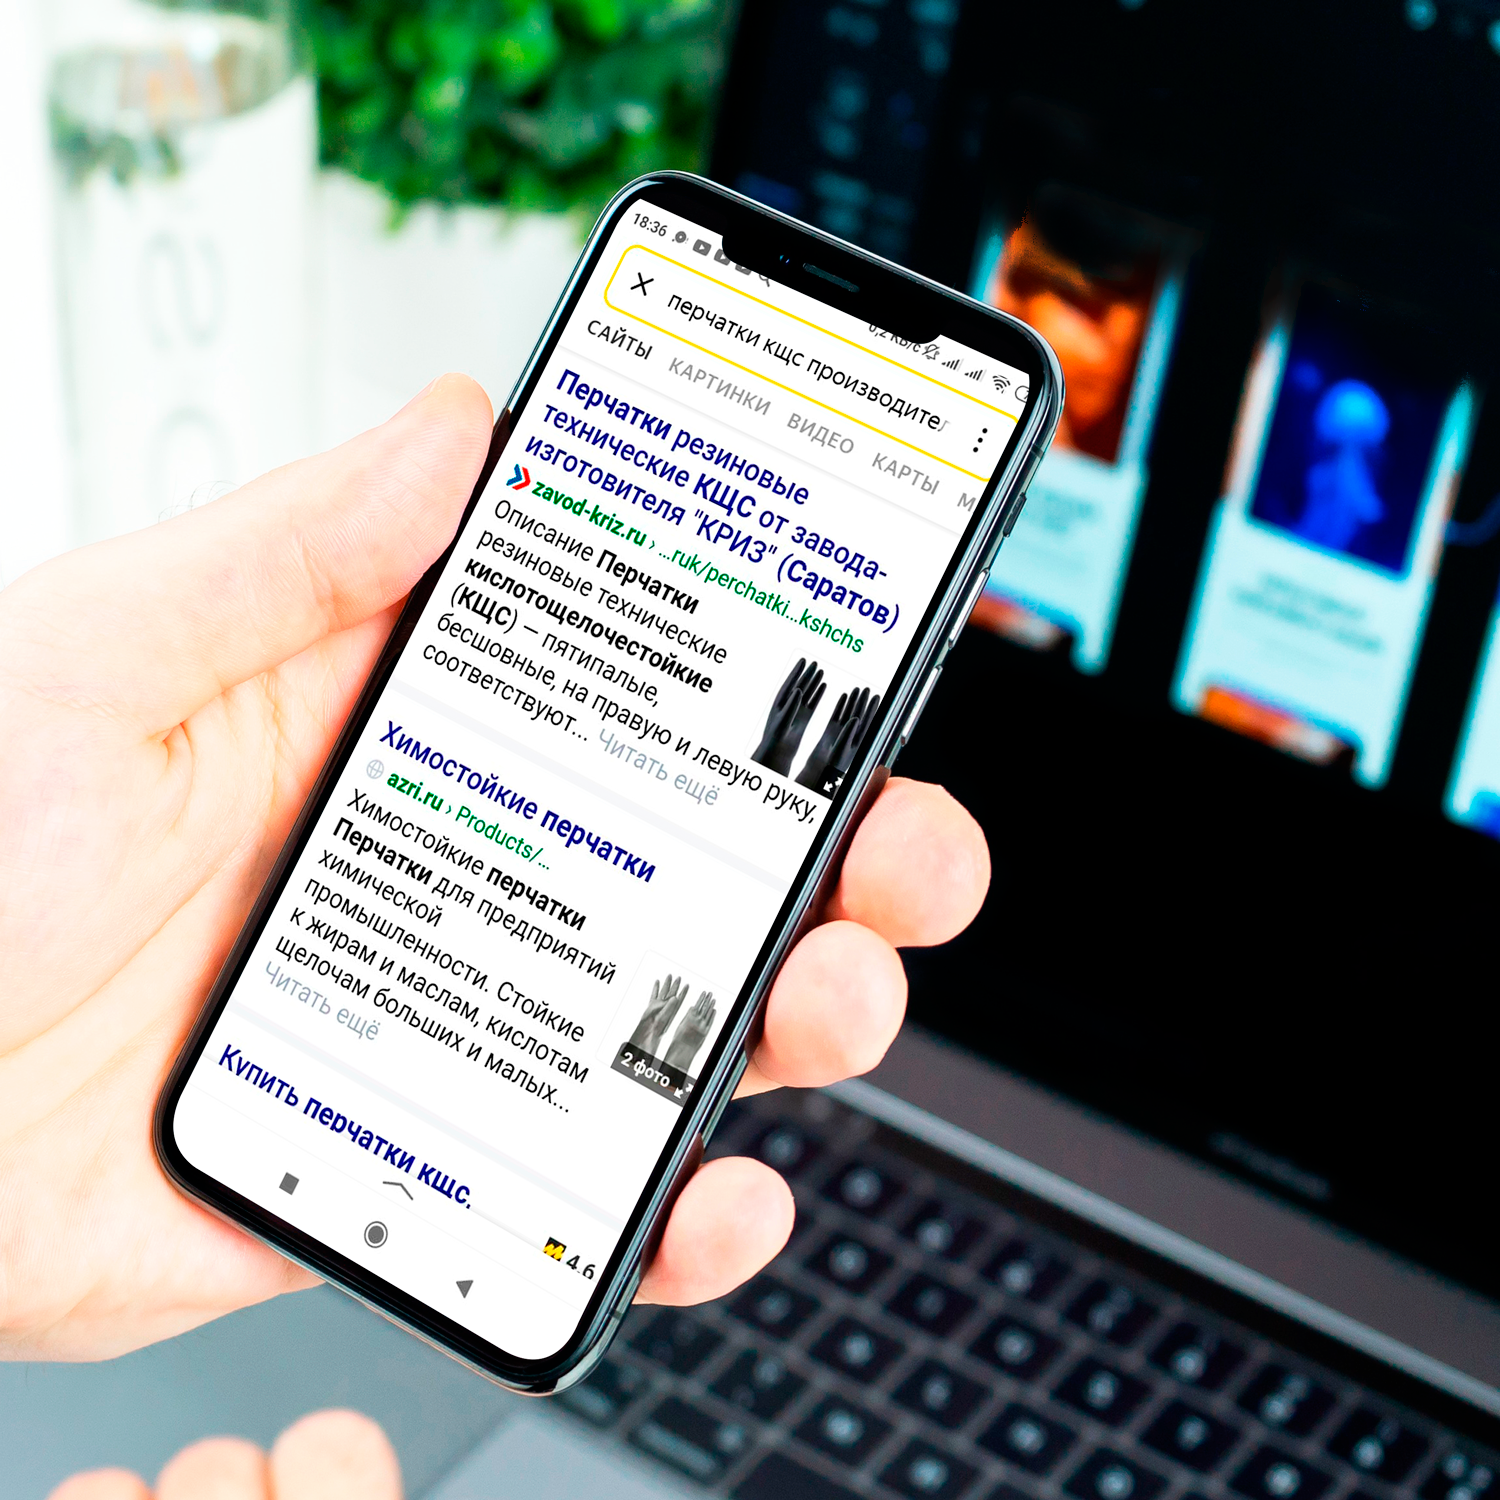 18:36
0,2 КБ/с
перчатки кщс производите
САЙТЫ КАРТИНКИ ВИДЕО КАРТЫ М
Перчатки резиновые
технические КЩС от завода-
изготовителя "КРИЗ" (Саратов)
zavod-kriz.ru › ...ruk/perchatki...kshchs
Описание Перчатки
резиновые технические
кислотощелочестойкие
(КЩС) — пятипалые,
бесшовные, на правую и левую руку,
соответствуют... Читать ещё
Химостойкие перчатки
azri.ru › Products/...
Химостойкие перчатки
Перчатки для предприятий
химической
промышленности. Стойкие
к жирам и маслам, кислотам
щелочам больших и малых...
Читать ещё
2 фото
Купить перчатки кщс,
4,6